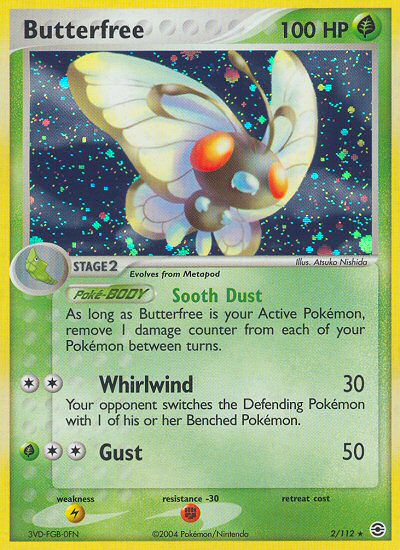 Butterfree 100 HP
Illus. Atsuko Nishida
STAGE 2 Evolves from Metapod
Poké-BODY Sooth Dust
As long as Butterfree is your Active Pokémon,
remove 1 damage counter from each of your
Pokémon between turns.
Whirlwind 30
Your opponent switches the Defending Pokémon
with 1 of his or her Benched Pokémon.
Gust 50
weakness resistance -30 retreat cost
3VD-FGB-0FN ©2004 Pokémon/Nintendo 2/112 ★